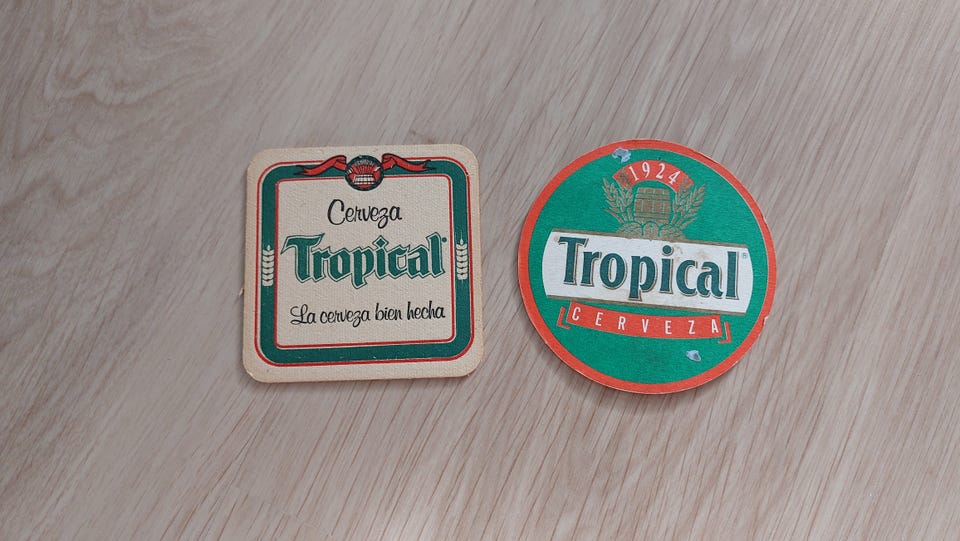 Cerveza
Tropical
La cerveza bien hecha
1924
Tropical®
CERVEZA